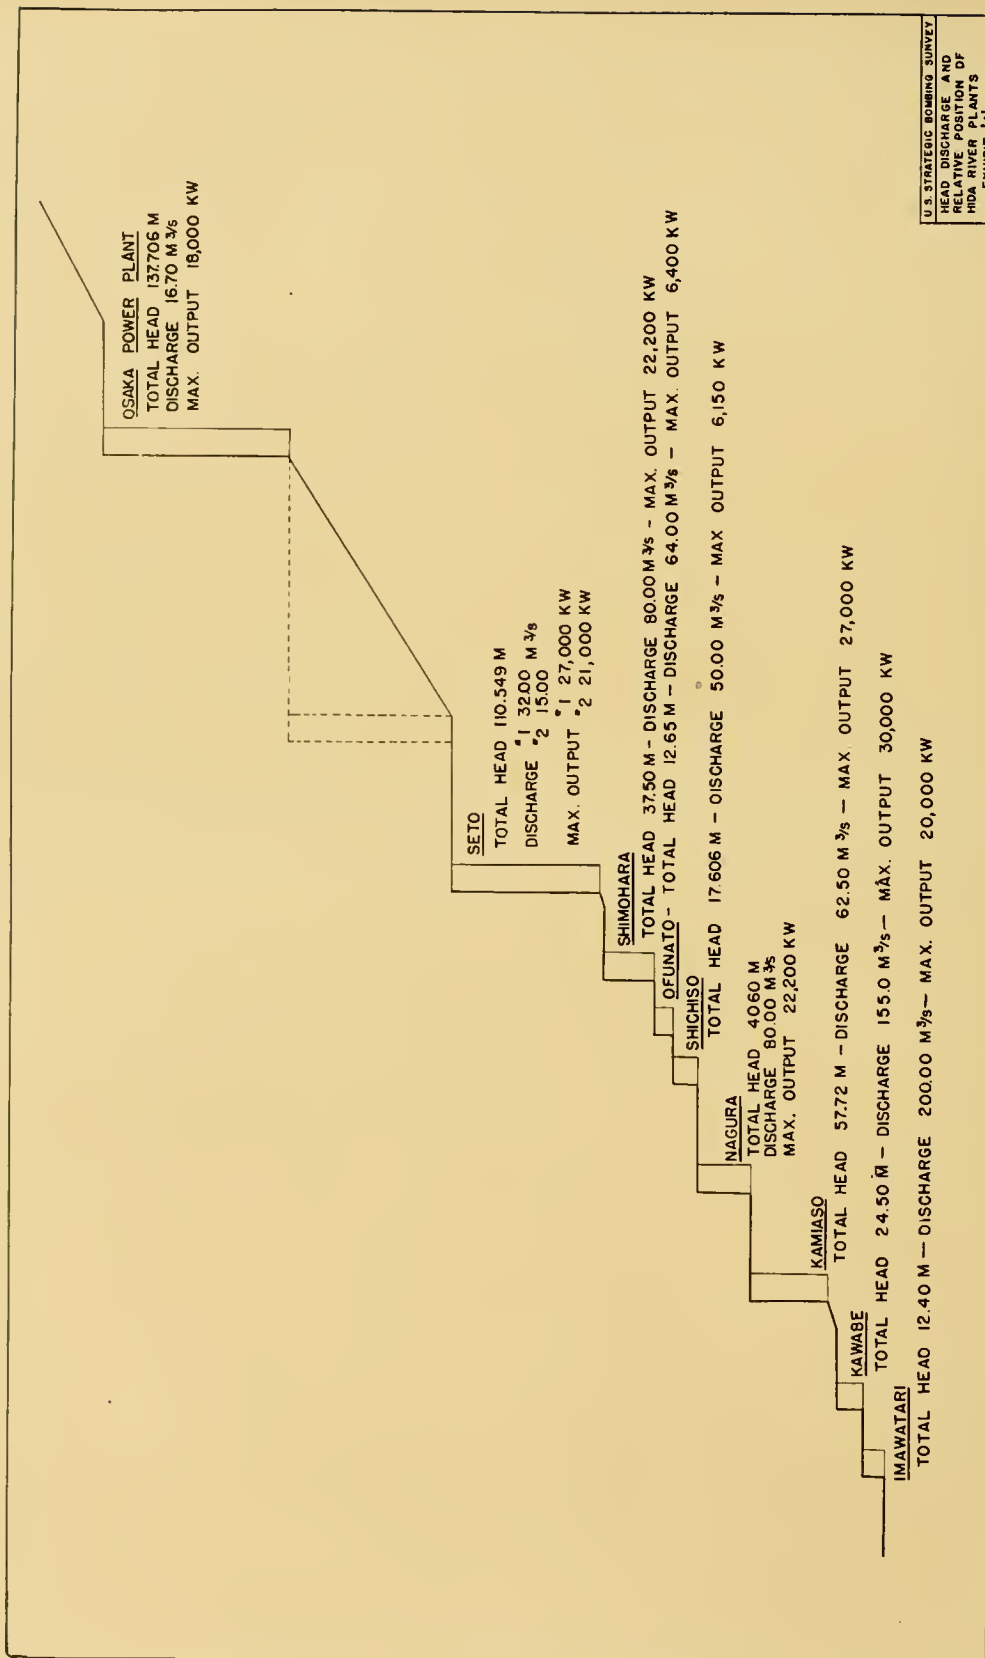 OSAKA POWER PLANT
TOTAL HEAD 137.706 M
DISCHARGE 16.70 M³/s
MAX. OUTPUT 18,000 KW
SETO
TOTAL HEAD 110.549 M
DISCHARGE #1 32.00 M³/s
#2 15.00
MAX. OUTPUT #1 27,000 KW
#2 21,000 KW
SHIMOHARA
TOTAL HEAD 37.50 M - DISCHARGE 80.00 M³/s - MAX. OUTPUT 22,200 KW
OFUNATO - TOTAL HEAD 12.65 M - DISCHARGE 64.00 M³/s - MAX. OUTPUT 6,400 KW
SHICHISO
TOTAL HEAD 17.606 M - DISCHARGE 50.00 M³/s - MAX OUTPUT 6,150 KW
NAGURA
TOTAL HEAD 4060 M
DISCHARGE 80.00 M³/s
MAX. OUTPUT 22,200 KW
KAMIASO
TOTAL HEAD 57.72 M - DISCHARGE 62.50 M³/s - MAX. OUTPUT 27,000 KW
KAWABE
TOTAL HEAD 24.50 M - DISCHARGE 155.0 M³/s - MAX. OUTPUT 30,000 KW
IMAWATARI
TOTAL HEAD 12.40 M - DISCHARGE 200.00 M³/s - MAX. OUTPUT 20,000 KW
U.S. STRATEGIC BOMBING SURVEY
HEAD DISCHARGE AND
RELATIVE POSITION OF
HIDA RIVER PLANTS